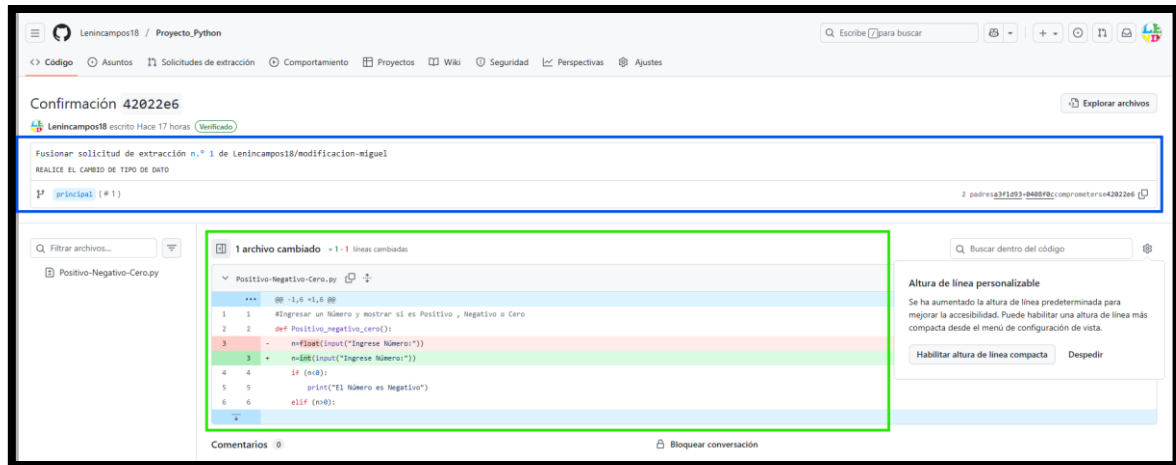 Lenincampos18 / Proyecto_Python
Escribe / para buscar
<> Código Asuntos Solicitudes de extracción Comportamiento Proyectos Wiki Seguridad Perspectivas Ajustes
Confirmación 42022e6
Explorar archivos
Lenincampos18 escrito Hace 17 horas Verificado
Fusionar solicitud de extracción n.º 1 de Lenincampos18/modificacion-miguel
REALICE EL CAMBIO DE TIPO DE DATO
principal (#1)
2 padresa3f1d93+0408f0ccomprometerse42022e6
Filtrar archivos...
Positivo-Negativo-Cero.py
1 archivo cambiado +1-1 líneas cambiadas
Buscar dentro del código
Positivo-Negativo-Cero.py
@@ -1,6 +1,6 @@
1 1 #Ingresar un Número y mostrar si es Positivo , Negativo o Cero
2 2 def Positivo_negativo_cero():
3 - n=float(input("Ingrese Número:"))
3 + n=int(input("Ingrese Número:"))
4 4 if (n<0):
5 5 print("El Número es Negativo")
6 6 elif (n>0):
Altura de línea personalizable
Se ha aumentado la altura de línea predeterminada para
mejorar la accesibilidad. Puede habilitar una altura de línea más
compacta desde el menú de configuración de vista.
Habilitar altura de línea compacta Despedir
Comentarios 0
Bloquear conversación